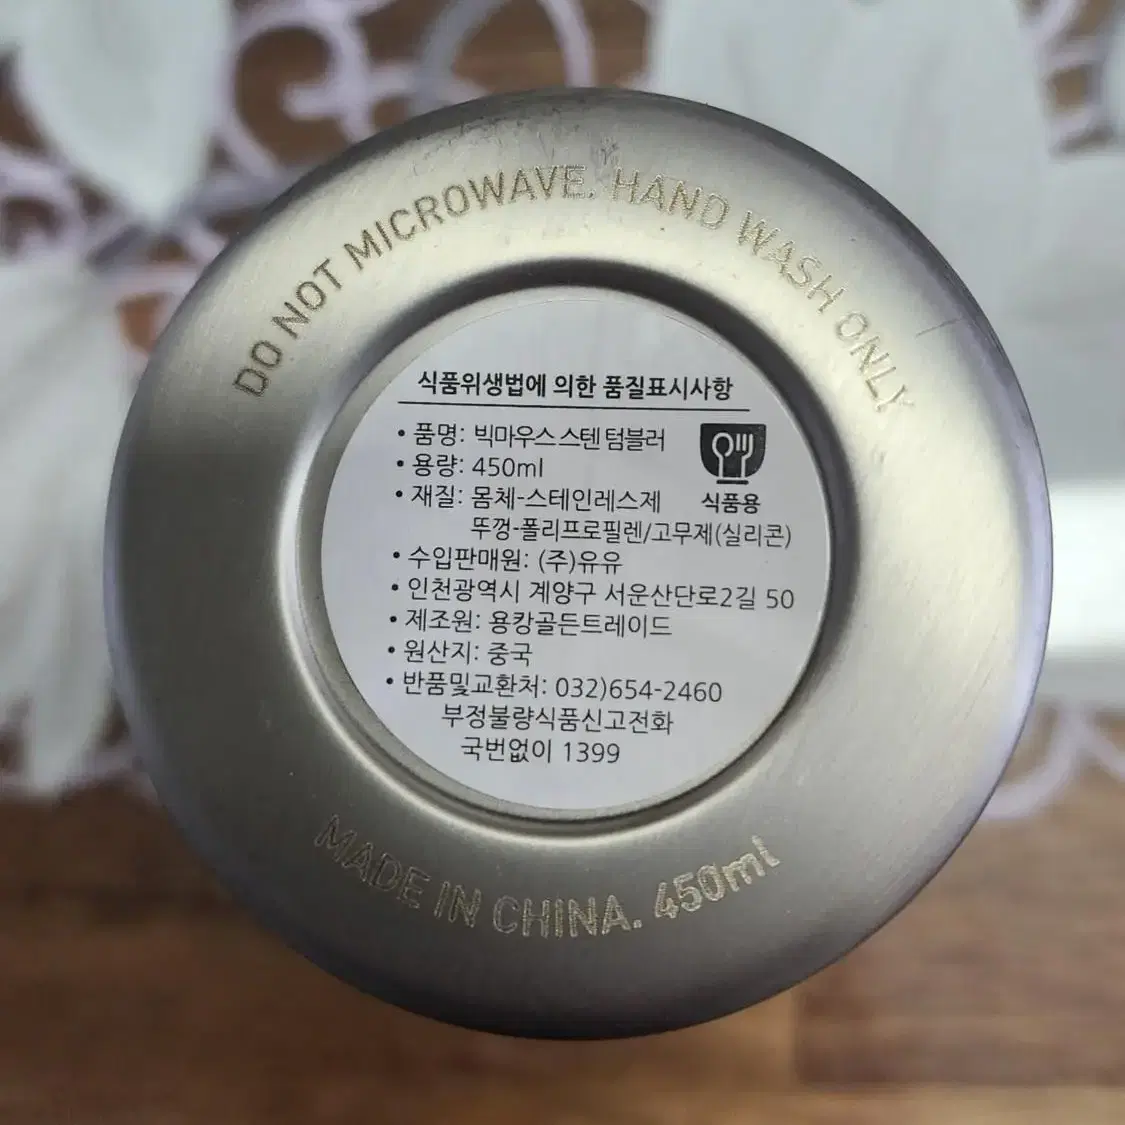 DO NOT MICROWAVE. HAND WASH ONLY
식품위생법에 의한 품질표시사항
• 품명: 빅마우스 스텐 텀블러
• 용량: 450ml
• 재질: 몸체-스테인레스제
뚜껑-폴리프로필렌/고무제(실리콘)
식품용
• 수입판매원: (주)유유
• 인천광역시 계양구 서운산단로2길 50
• 제조원: 용캉골든트레이드
• 원산지: 중국
• 반품및교환처: 032)654-2460
부정불량식품신고전화
국번없이 1399
MADE IN CHINA. 450ml